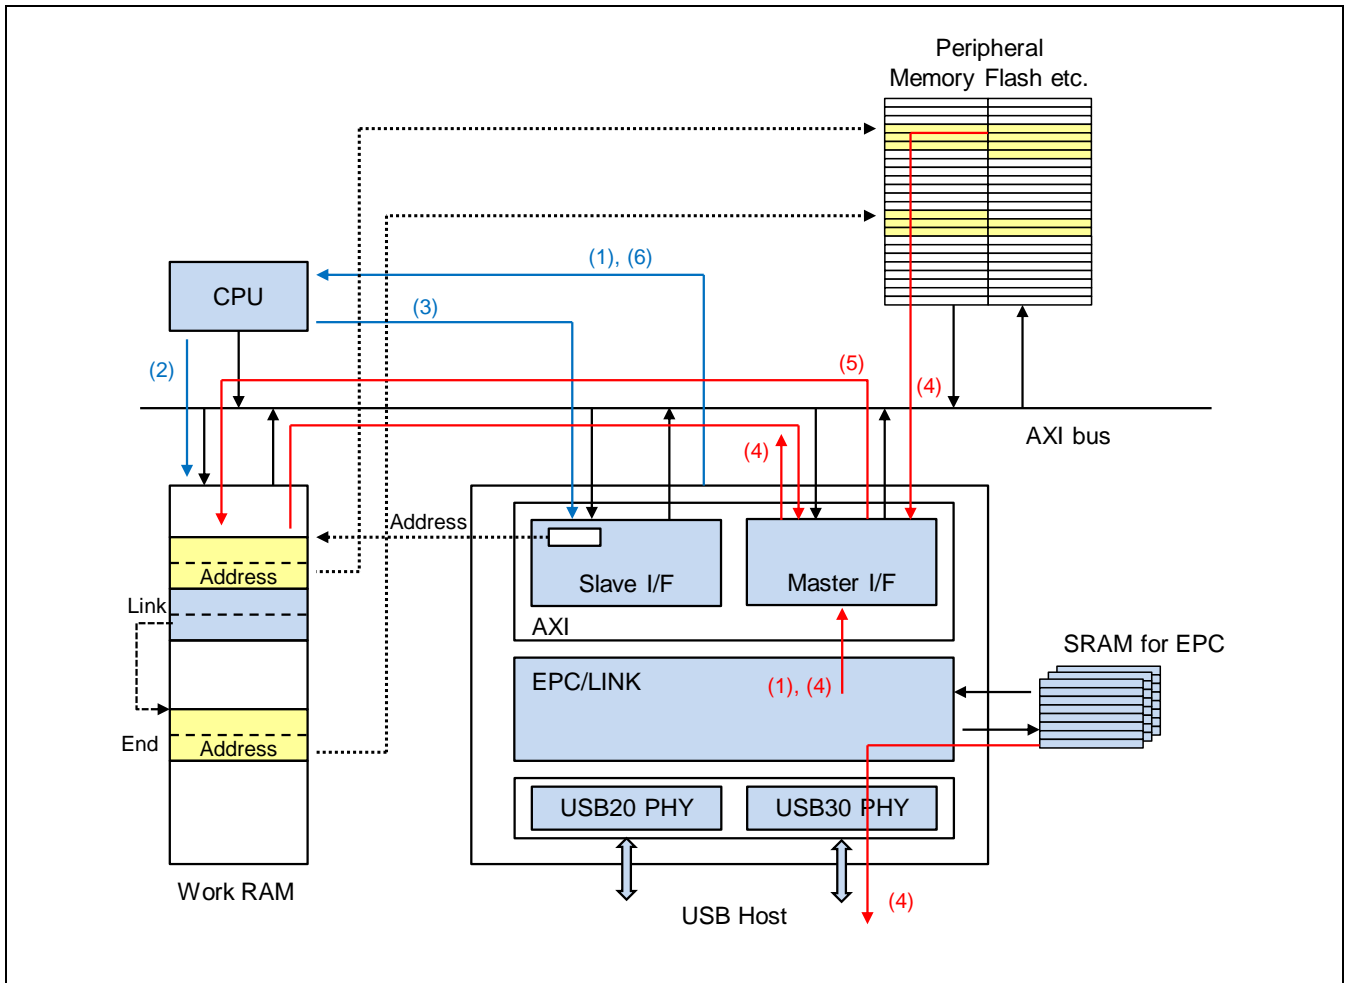 Peripheral
Memory Flash etc.
(1), (6)
CPU
(3)
(2)
(5)
(4)
AXI bus
(4)
Address
Slave I/F
Master I/F
Address
Link
AXI
SRAM for EPC
EPC/LINK
(1), (4)
End
Address
USB20 PHY
USB30 PHY
Work RAM
(4)
USB Host